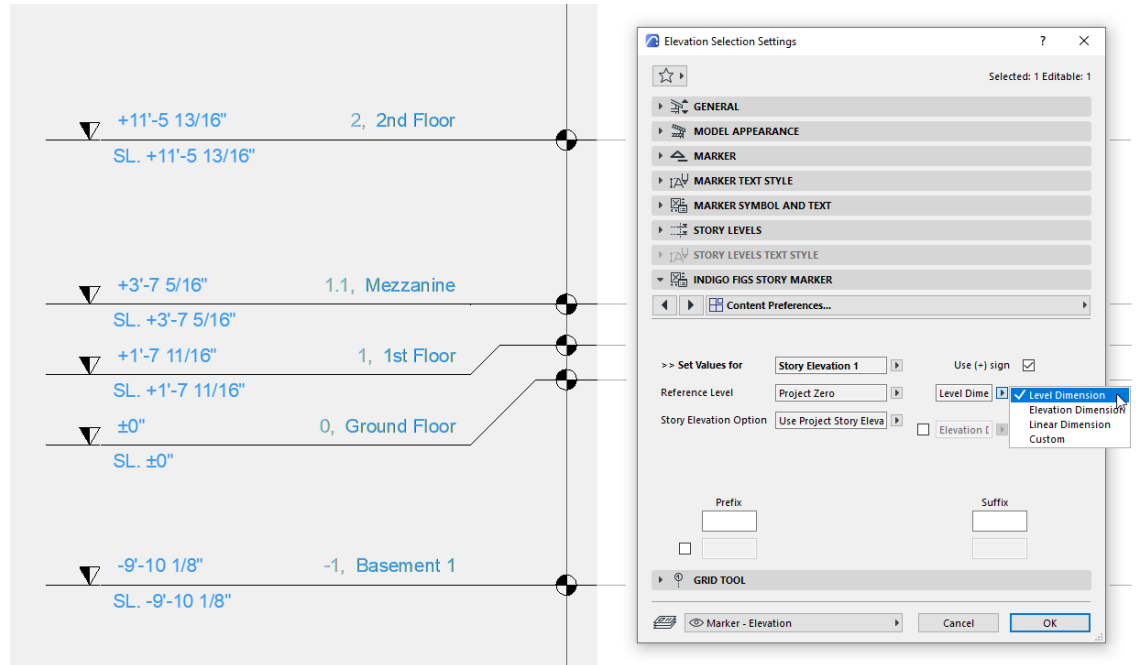 +11'-5 13/16" 2, 2nd Floor
SL. +11'-5 13/16"
+3'-7 5/16" 1.1, Mezzanine
SL. +3'-7 5/16"
+1'-7 11/16" 1, 1st Floor
SL. +1'-7 11/16"
±0" 0, Ground Floor
SL. ±0"
-9'-10 1/8" -1, Basement 1
SL. -9'-10 1/8"
Elevation Selection Settings ?
Selected: 1 Editable: 1
GENERAL
MODEL APPEARANCE
MARKER
MARKER TEXT STYLE
MARKER SYMBOL AND TEXT
STORY LEVELS
STORY LEVELS TEXT STYLE
INDIGO FIGS STORY MARKER
Content Preferences...
>> Set Values for Story Elevation 1 Use (+) sign
Reference Level Project Zero Level Dime
Level Dimension
Elevation Dimension
Linear Dimension
Custom
Story Elevation Option Use Project Story Eleva Elevation D
Prefix Suffix
GRID TOOL
Marker - Elevation Cancel OK